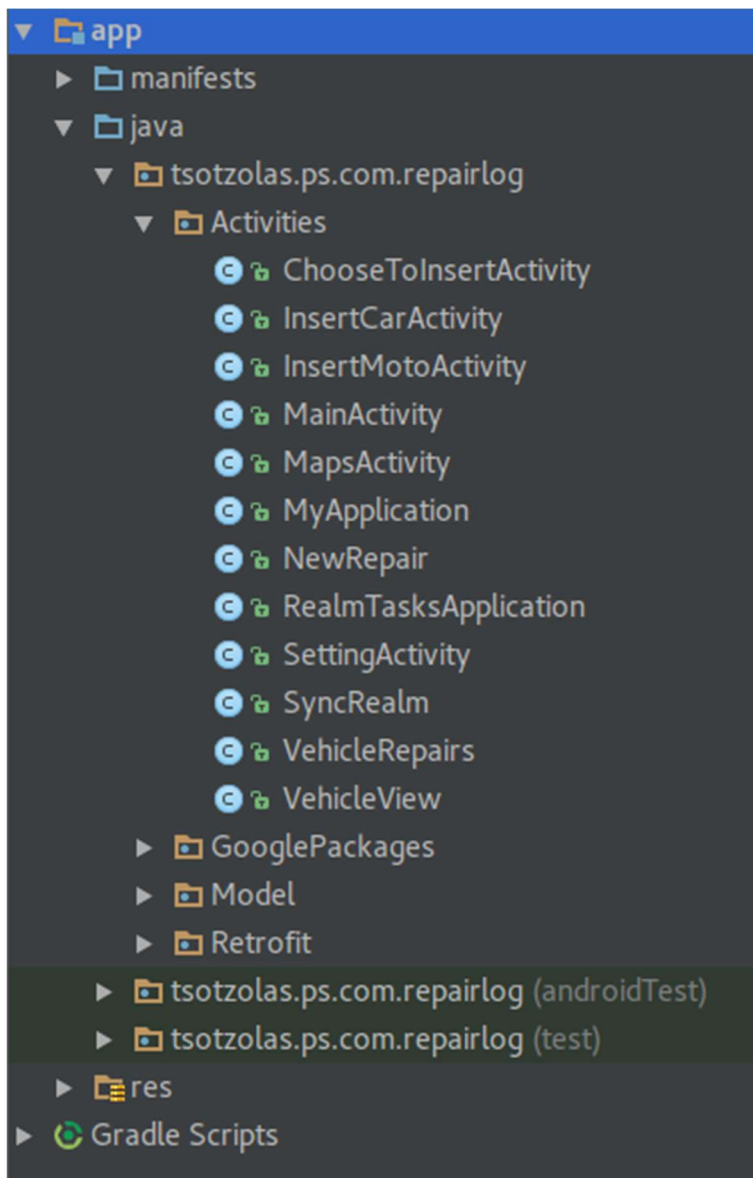 app
manifests
java
tsotzolas.ps.com.repairlog
Activities
ChooseToInsertActivity
InsertCarActivity
InsertMotoActivity
MainActivity
MapsActivity
MyApplication
NewRepair
RealmTasksApplication
SettingActivity
SyncRealm
VehicleRepairs
VehicleView
GooglePackages
Model
Retrofit
tsotzolas.ps.com.repairlog (androidTest)
tsotzolas.ps.com.repairlog (test)
res
Gradle Scripts